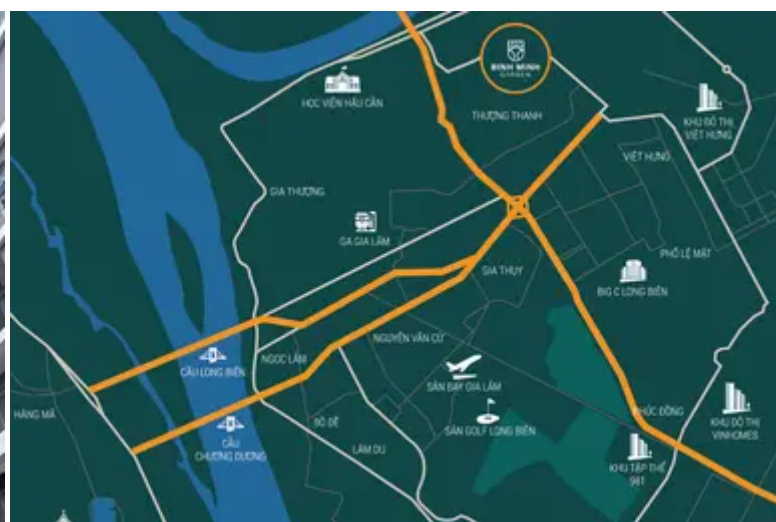 BINH MINH
GARDEN
HỌC VIỆN HẬU CẦN
THƯỢNG THANH
KHU ĐÔ THỊ
VIỆT HƯNG
VIỆT HƯNG
GIA THƯỢNG
GA GIA LÂM
PHỐ LỆ MẬT
GIA THỤY
BIG C LONG BIÊN
NGUYỄN VĂN CỪ
NGỌC LÂM
CẦU LONG BIÊN
SÂN BAY GIA LÂM
HÀNG MÃ
BỒ ĐỀ
SÂN GOLF LONG BIÊN
PHÚC ĐỒNG
KHU ĐÔ THỊ
VINHOMES
CẦU
CHƯƠNG DƯƠNG
LÂM DU
KHU TẬP THỂ
981